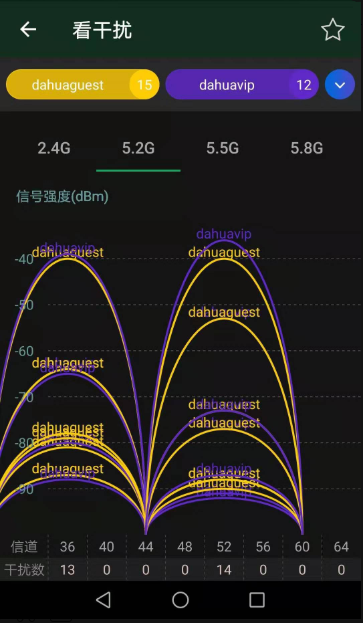 看干扰
dahuaguest 15 dahuavip 12
2.4G 5.2G 5.5G 5.8G
信号强度(dBm)
dahuavip
dahuavip
-40 dahuaguest dahuaguest
-50 dahuaguest
-60
dahuaguest
dahuavip
-70
dahuaguest
dahuavip
dahuaguest
dahuaguest
-80 dahuaguest
dahuavip
dahuaguest dahuaguest
dahuavip
-90 dahuaguest
dahuavip
信道 36 40 44 48 52 56 60 64
干扰数 13 0 0 0 14 0 0 0